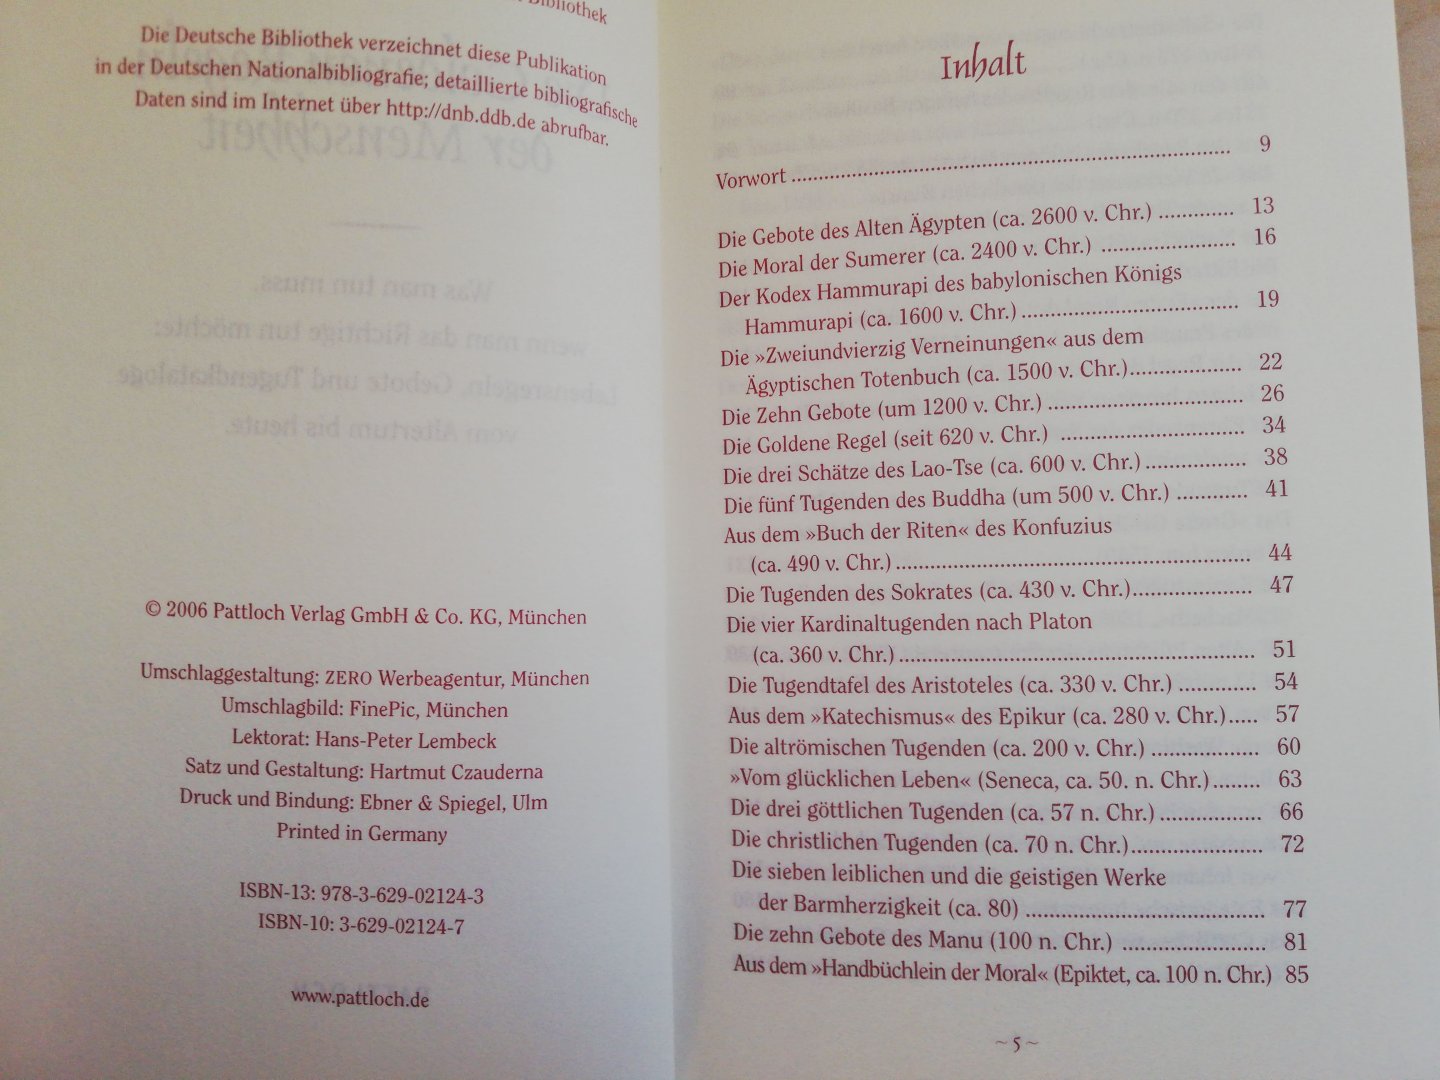 Bibliothek
Die Deutsche Bibliothek verzeichnet diese Publikation
in der Deutschen Nationalbibliografie; detaillierte bibliografische
Daten sind im Internet über http://dnb.ddb.de abrufbar.
© 2006 Pattloch Verlag GmbH & Co. KG, München
Umschlaggestaltung: ZERO Werbeagentur, München
Umschlagbild: FinePic, München
Lektorat: Hans-Peter Lembeck
Satz und Gestaltung: Hartmut Czauderna
Druck und Bindung: Ebner & Spiegel, Ulm
Printed in Germany
ISBN-13: 978-3-629-02124-3
ISBN-10: 3-629-02124-7
www.pattloch.de
Inhalt
Vorwort ........................................................................ 9
Die Gebote des Alten Ägypten (ca. 2600 v. Chr.) ............. 13
Die Moral der Sumerer (ca. 2400 v. Chr.) ....................... 16
Der Kodex Hammurapi des babylonischen Königs
Hammurapi (ca. 1600 v. Chr.) ..................................... 19
Die »Zweiundvierzig Verneinungen« aus dem
Ägyptischen Totenbuch (ca. 1500 v. Chr.)................... 22
Die Zehn Gebote (um 1200 v. Chr.) ................................. 26
Die Goldene Regel (seit 620 v. Chr.) ............................... 34
Die drei Schätze des Lao-Tse (ca. 600 v. Chr.) ................. 38
Die fünf Tugenden des Buddha (um 500 v. Chr.) ............ 41
Aus dem »Buch der Riten« des Konfuzius
(ca. 490 v. Chr.) ............................................................. 44
Die Tugenden des Sokrates (ca. 430 v. Chr.).................... 47
Die vier Kardinaltugenden nach Platon
(ca. 360 v. Chr.) ............................................................. 51
Die Tugendtafel des Aristoteles (ca. 330 v. Chr.) ............. 54
Aus dem »Katechismus« des Epikur (ca. 280 v. Chr.)..... 57
Die altrömischen Tugenden (ca. 200 v. Chr.) .................. 60
»Vom glücklichen Leben« (Seneca, ca. 50. n. Chr.)........ 63
Die drei göttlichen Tugenden (ca. 57 n. Chr.) ................. 66
Die christlichen Tugenden (ca. 70 n. Chr.)...................... 72
Die sieben leiblichen und die geistigen Werke
der Barmherzigkeit (ca. 80) ......................................... 77
Die zehn Gebote des Manu (100 n. Chr.) ........................ 81
Aus dem »Handbüchlein der Moral« (Epiktet, ca. 100 n. Chr.) 85
~ 5 ~